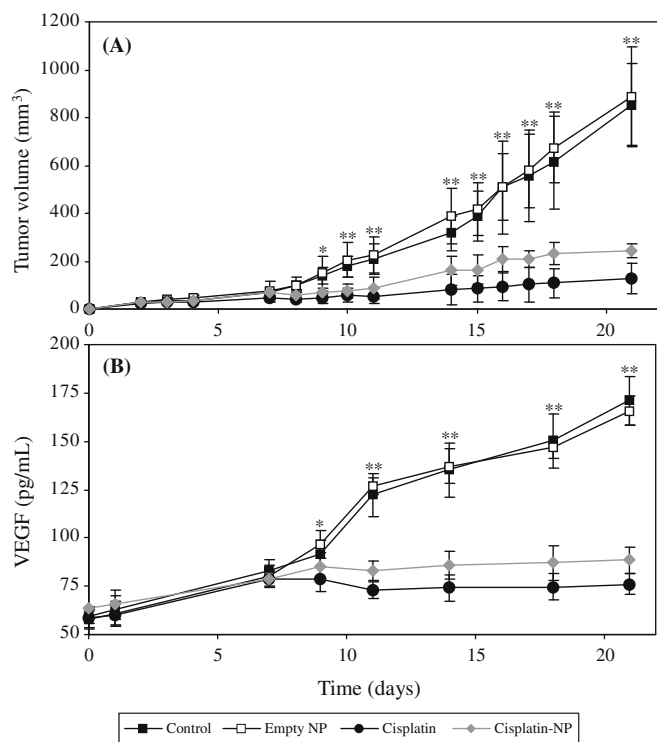 (A)
Tumor volume (mm³)
1200
1000
800
600
400
200
0
* ** ** ** ** ** ** ** **
0 5 10 15 20
(B)
VEGF (pg/mL)
200
175
150
125
100
75
50
* ** ** ** **
0 5 10 15 20
Time (days)
Control Empty NP Cisplatin Cisplatin-NP